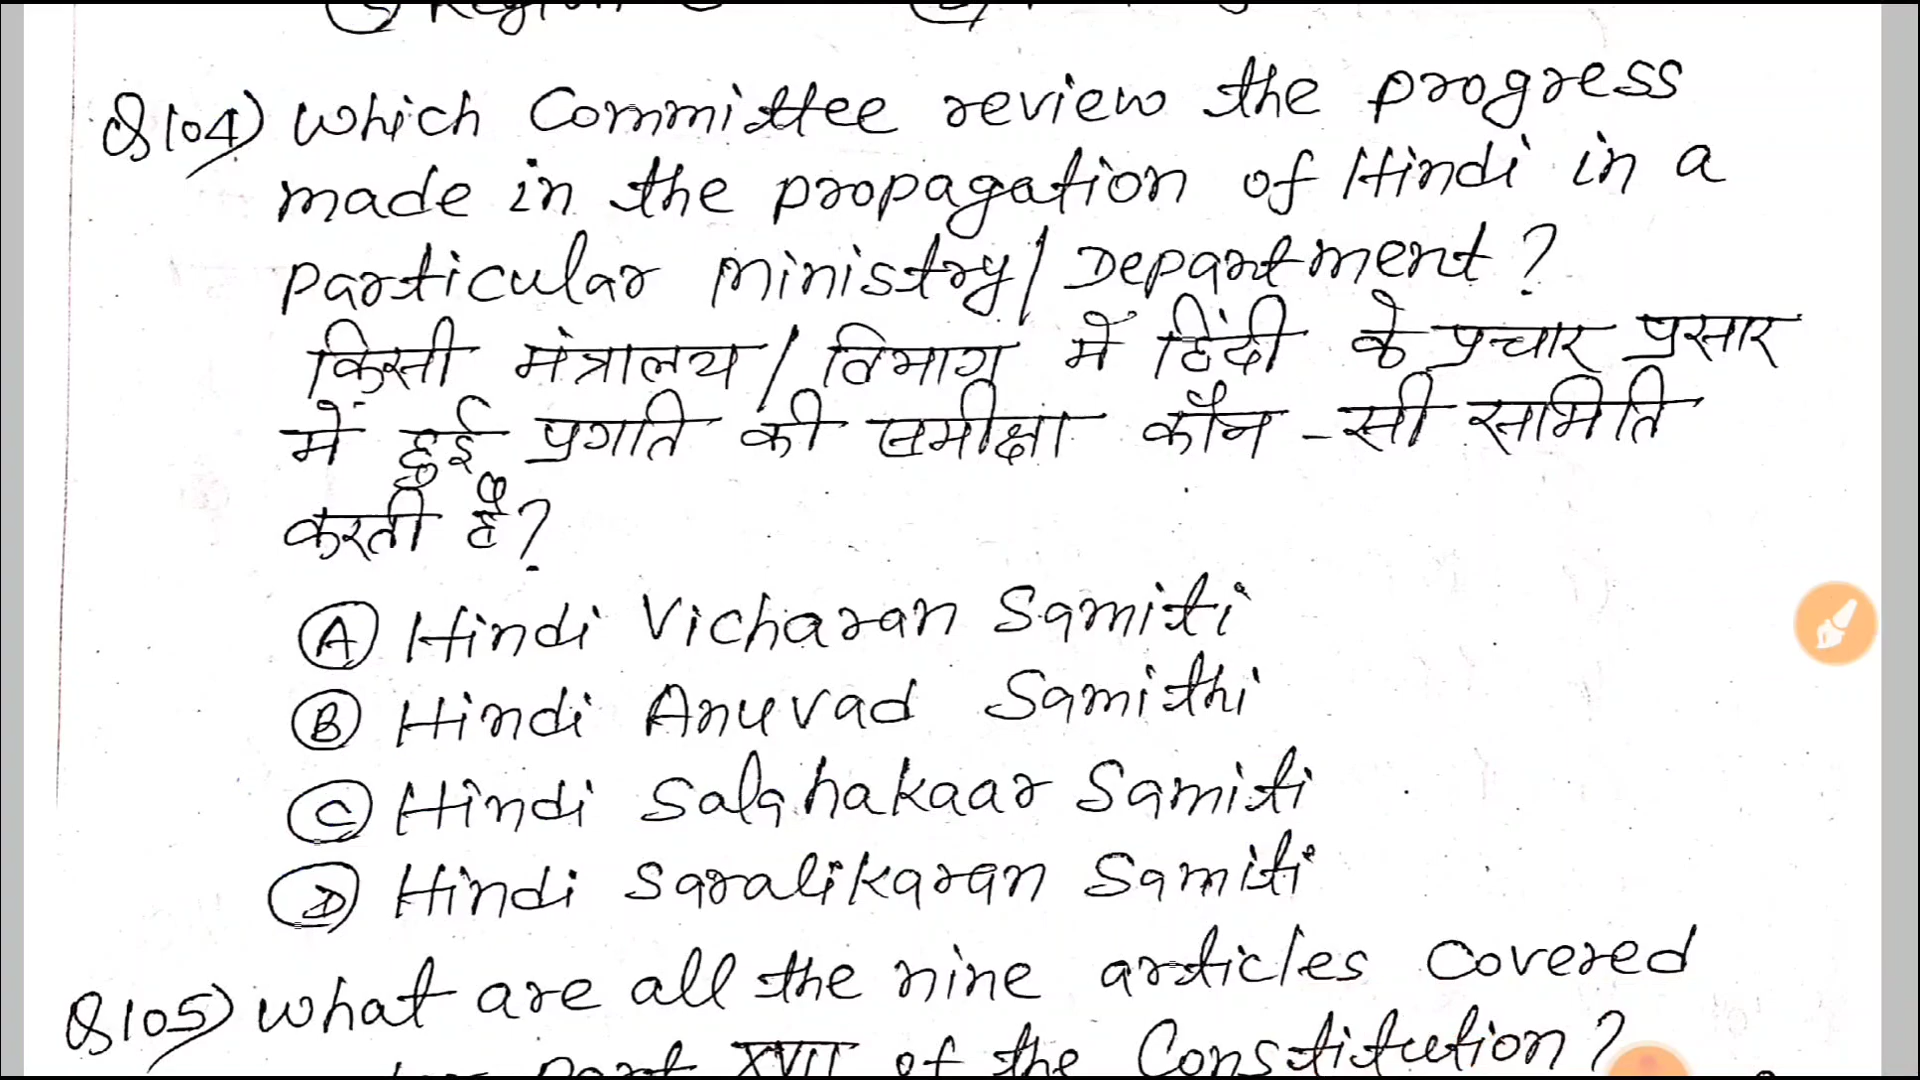 Q104) Which Committee review the progress
made in the propagation of Hindi in a
particular ministry/Department?
किसी मंत्रालय/विभाग में हिंदी के प्रचार प्रसार
में हुई प्रगति की समीक्षा कौन-सी समिति
करती है?
(A) Hindi Vicharan Samiti
(B) Hindi Anuvad Samithi
(C) Hindi Salahakaar Samiti
(D) Hindi Saralikaran Samiti
Q105) What are all the nine articles covered
part XVII of the Constitution?